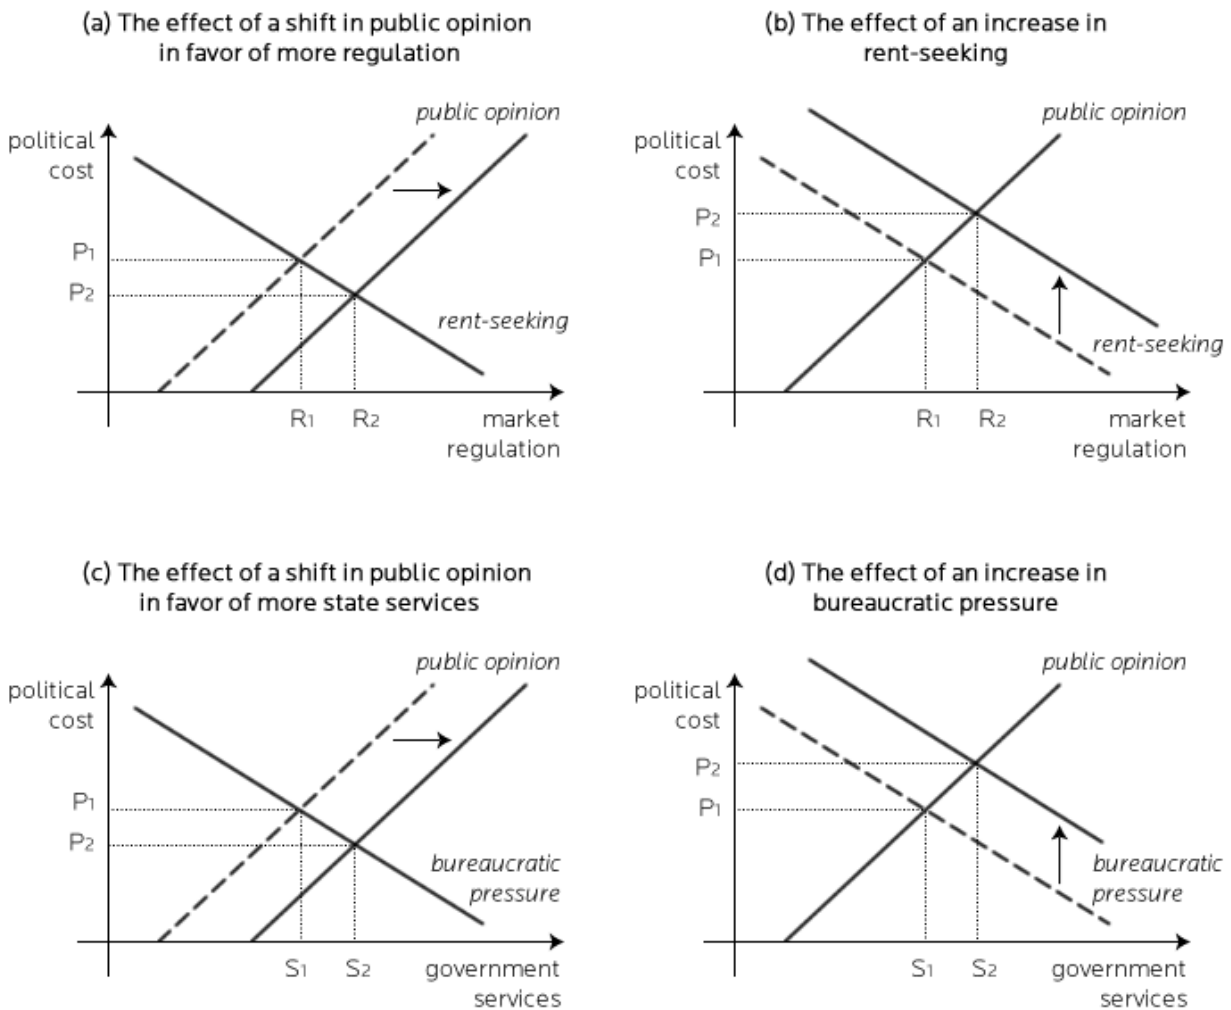 (a) The effect of a shift in public opinion
in favor of more regulation
public opinion
political
cost
P1
P2
rent-seeking
R1
R2
market
regulation
(b) The effect of an increase in
rent-seeking
public opinion
political
cost
P2
P1
rent-seeking
R1
R2
market
regulation
(c) The effect of a shift in public opinion
in favor of more state services
public opinion
political
cost
P1
P2
bureaucratic
pressure
S1
S2
government
services
(d) The effect of an increase in
bureaucratic pressure
public opinion
political
cost
P2
P1
bureaucratic
pressure
S1
S2
government
services